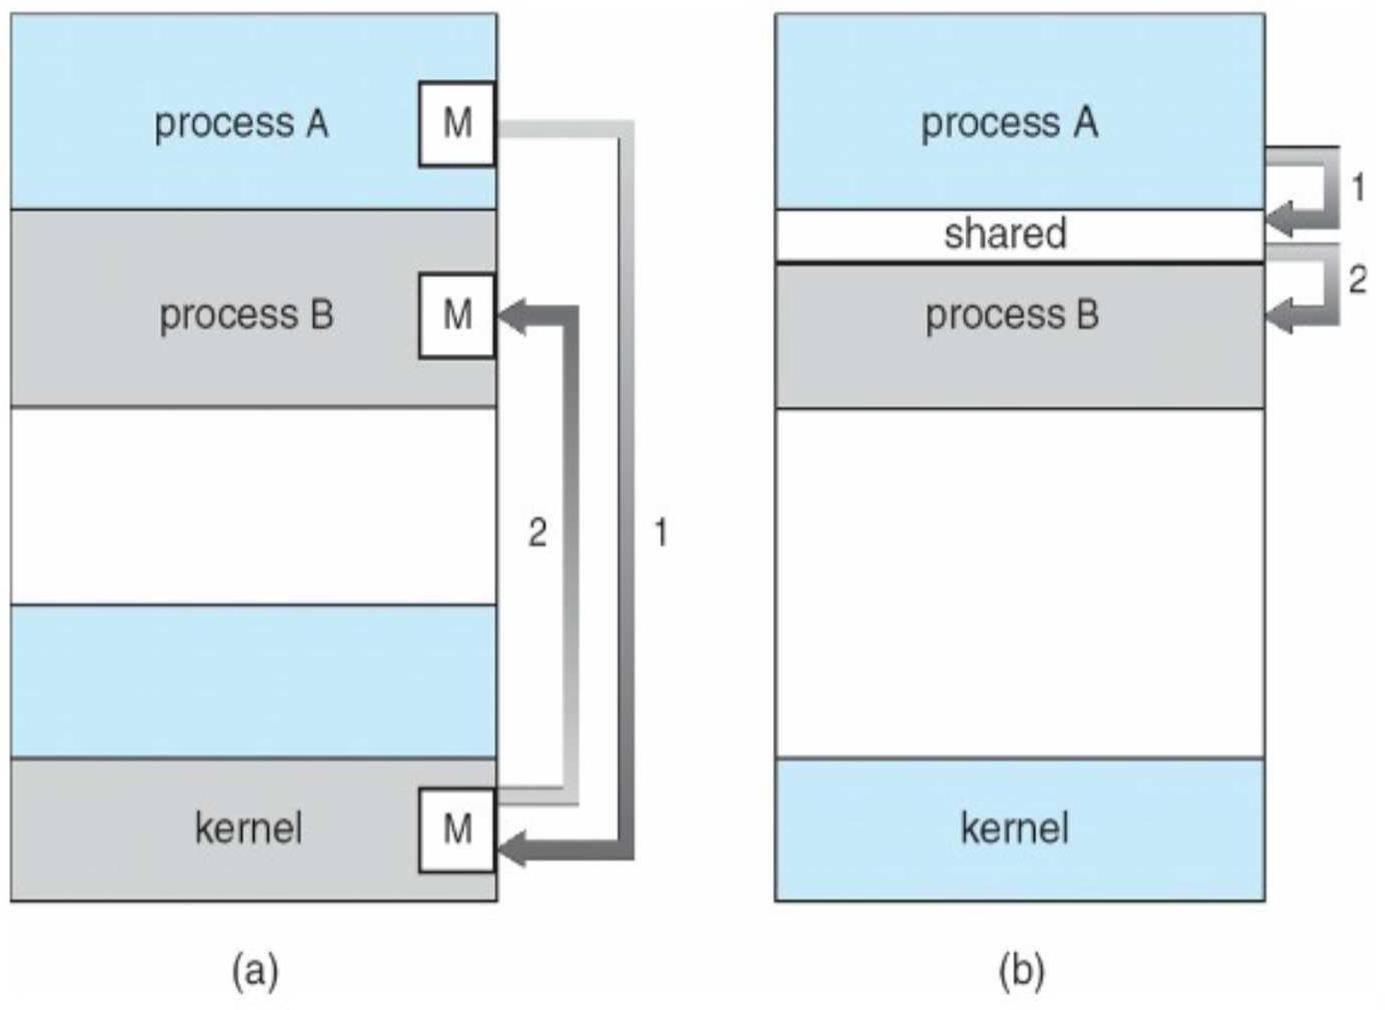 process A
M
process B
M
2
1
kernel
M
(a)
process A
1
shared
2
process B
kernel
(b)